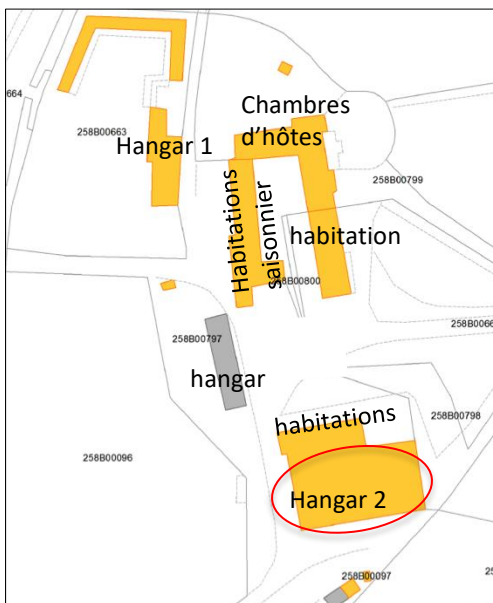 664
258B00663
Hangar 1
Chambres
d'hôtes
258B00799
Habitations
saisonnier
habitation
258B00800
258B0066
258B00797
hangar
habitations
258B00798
258B00096
Hangar 2
258B00097
25